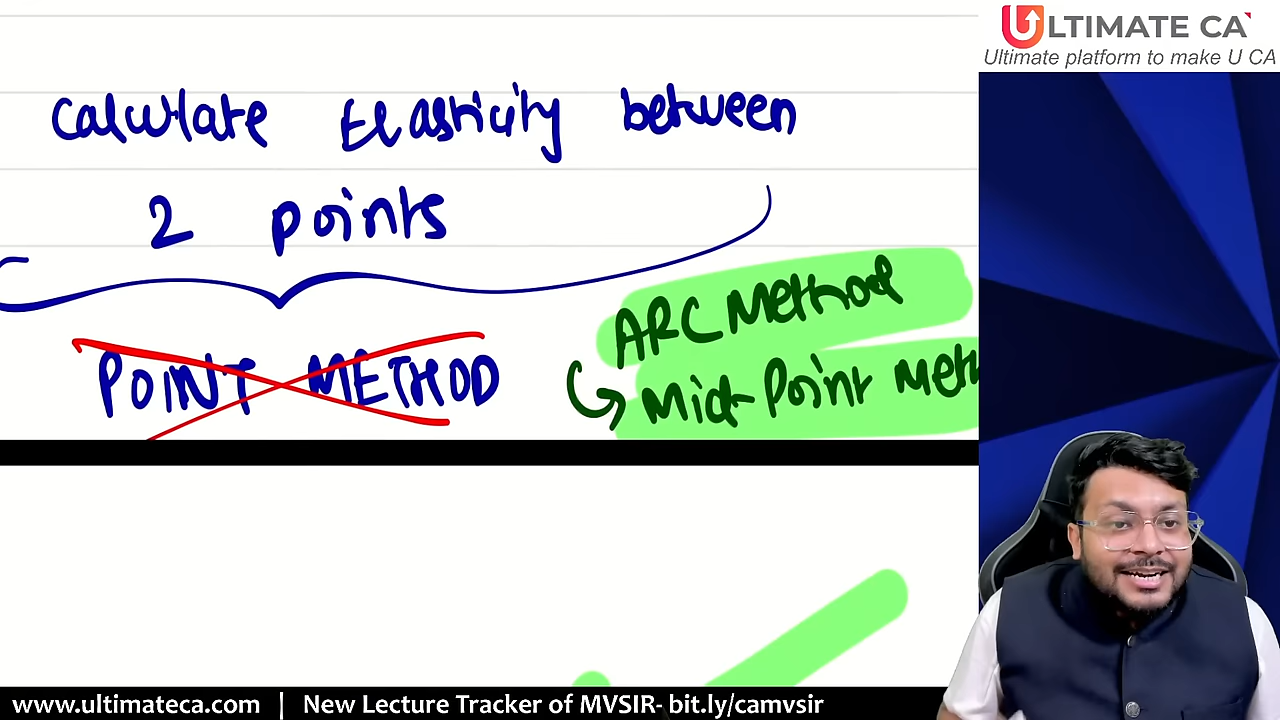 ULTIMATE CA
Ultimate platform to make U CA
Calculate Elasticity between
2 points
ARC Method
POINT METHOD
Mid-Point Meth
www.ultimateca.com | New Lecture Tracker of MVSIR- bit.ly/camvsir